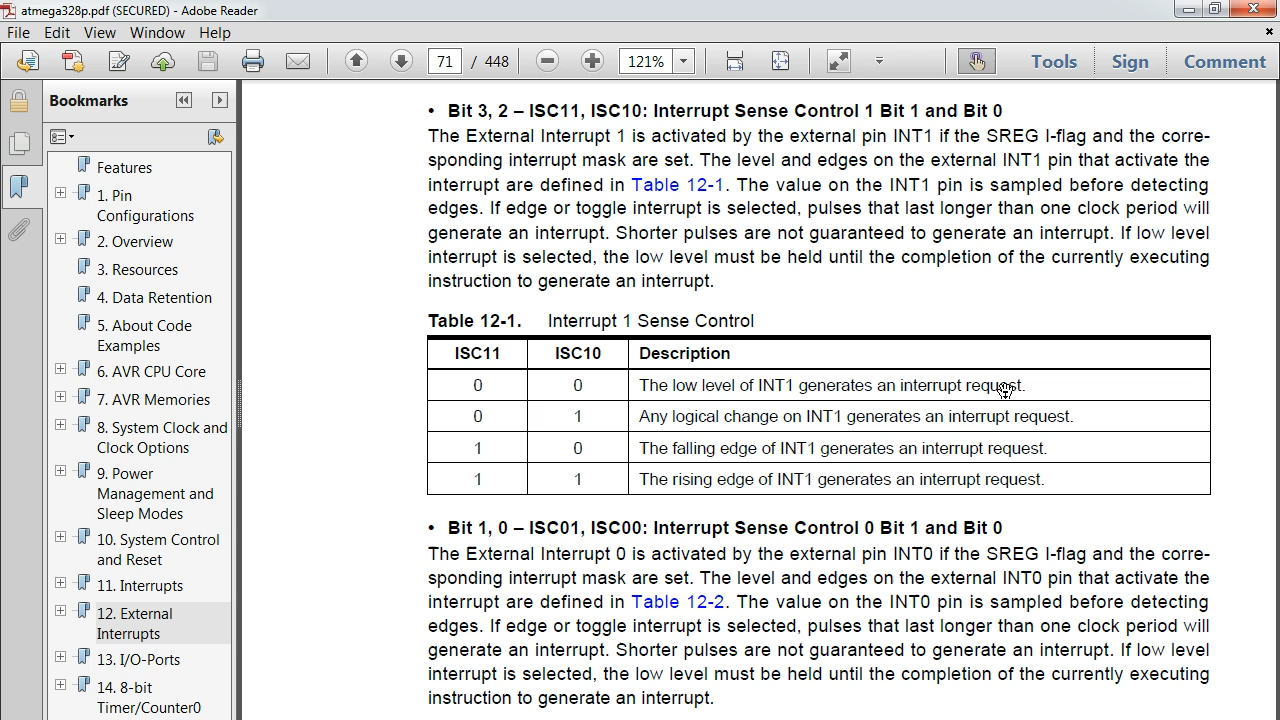 atmega328p.pdf (SECURED) - Adobe Reader
File Edit View Window Help
71 / 448 121% Tools Sign Comment
Bookmarks
Features
1. Pin
Configurations
2. Overview
3. Resources
4. Data Retention
5. About Code
Examples
6. AVR CPU Core
7. AVR Memories
8. System Clock and
Clock Options
9. Power
Management and
Sleep Modes
10. System Control
and Reset
11. Interrupts
12. External
Interrupts
13. I/O-Ports
14. 8-bit
Timer/Counter0
• Bit 3, 2 – ISC11, ISC10: Interrupt Sense Control 1 Bit 1 and Bit 0
The External Interrupt 1 is activated by the external pin INT1 if the SREG I-flag and the corre-
sponding interrupt mask are set. The level and edges on the external INT1 pin that activate the
interrupt are defined in Table 12-1. The value on the INT1 pin is sampled before detecting
edges. If edge or toggle interrupt is selected, pulses that last longer than one clock period will
generate an interrupt. Shorter pulses are not guaranteed to generate an interrupt. If low level
interrupt is selected, the low level must be held until the completion of the currently executing
instruction to generate an interrupt.
Table 12-1. Interrupt 1 Sense Control
ISC11 ISC10 Description
0 0 The low level of INT1 generates an interrupt request.
0 1 Any logical change on INT1 generates an interrupt request.
1 0 The falling edge of INT1 generates an interrupt request.
1 1 The rising edge of INT1 generates an interrupt request.
• Bit 1, 0 – ISC01, ISC00: Interrupt Sense Control 0 Bit 1 and Bit 0
The External Interrupt 0 is activated by the external pin INT0 if the SREG I-flag and the corre-
sponding interrupt mask are set. The level and edges on the external INT0 pin that activate the
interrupt are defined in Table 12-2. The value on the INT0 pin is sampled before detecting
edges. If edge or toggle interrupt is selected, pulses that last longer than one clock period will
generate an interrupt. Shorter pulses are not guaranteed to generate an interrupt. If low level
interrupt is selected, the low level must be held until the completion of the currently executing
instruction to generate an interrupt.